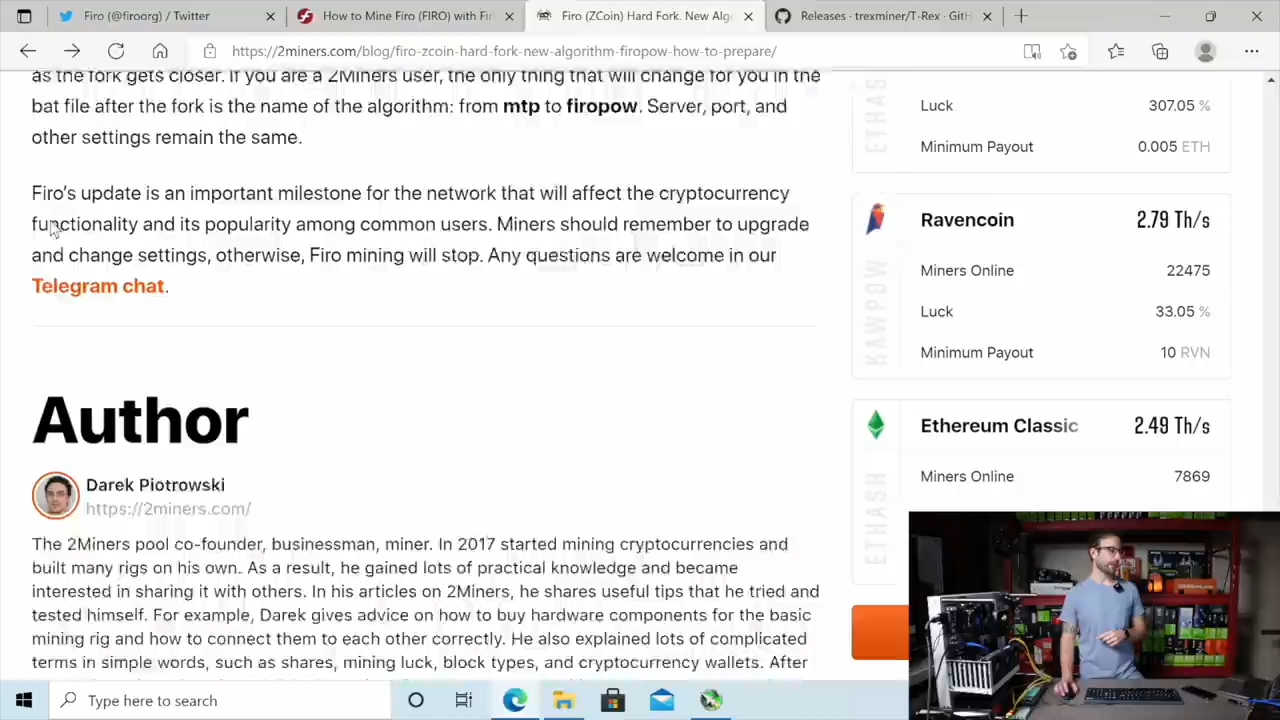 Firo (@firoorg) / Twitter
How to Mine Firo (FIRO) with Fir
Firo (ZCoin) Hard Fork. New Alg
Releases · trexminer/T-Rex · GitH
https://2miners.com/blog/firo-zcoin-hard-fork-new-algorithm-firopow-how-to-prepare/
as the fork gets closer. If you are a 2Miners user, the only thing that will change for you in the
bat file after the fork is the name of the algorithm: from mtp to firopow. Server, port, and
other settings remain the same.
Firo's update is an important milestone for the network that will affect the cryptocurrency
functionality and its popularity among common users. Miners should remember to upgrade
and change settings, otherwise, Firo mining will stop. Any questions are welcome in our
Telegram chat.
Author
Darek Piotrowski
https://2miners.com/
The 2Miners pool co-founder, businessman, miner. In 2017 started mining cryptocurrencies and
built many rigs on his own. As a result, he gained lots of practical knowledge and became
interested in sharing it with others. In his articles on 2Miners, he shares useful tips that he tried and
tested himself. For example, Darek gives advice on how to buy hardware components for the basic
mining rig and how to connect them to each other correctly. He also explained lots of complicated
terms in simple words, such as shares, mining luck, block types, and cryptocurrency wallets. After
ETHASH
Luck 307.05 %
Minimum Payout 0.005 ETH
KAWPOW
Ravencoin 2.79 Th/s
Miners Online 22475
Luck 33.05 %
Minimum Payout 10 RVN
ETHASH
Ethereum Classic 2.49 Th/s
Miners Online 7869
Type here to search